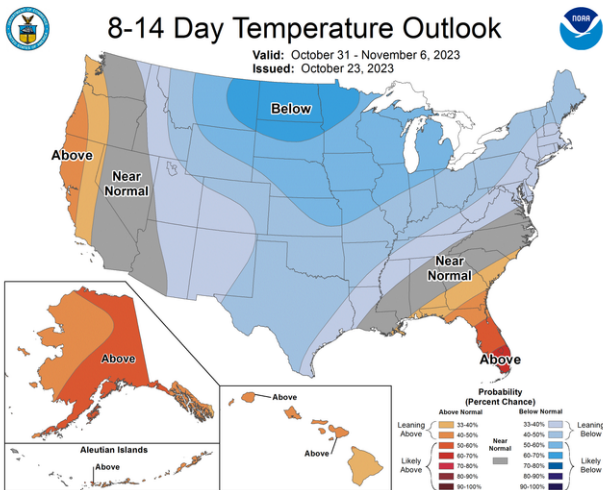 8-14 Day Temperature Outlook
Valid: October 31 - November 6, 2023
Issued: October 23, 2023
NOAA
Below
Above
Near
Normal
Near
Normal
Above
Above
Aleutian Islands
Above
Above
Above
Probability
(Percent Chance)
Above Normal
Below Normal
Leaning
Above
33-40%
40-50%
50-60%
Likely
Above
60-70%
70-80%
80-90%
90-100%
Near
Normal
33-40%
40-50%
50-60%
Leaning
Below
60-70%
70-80%
80-90%
90-100%
Likely
Below